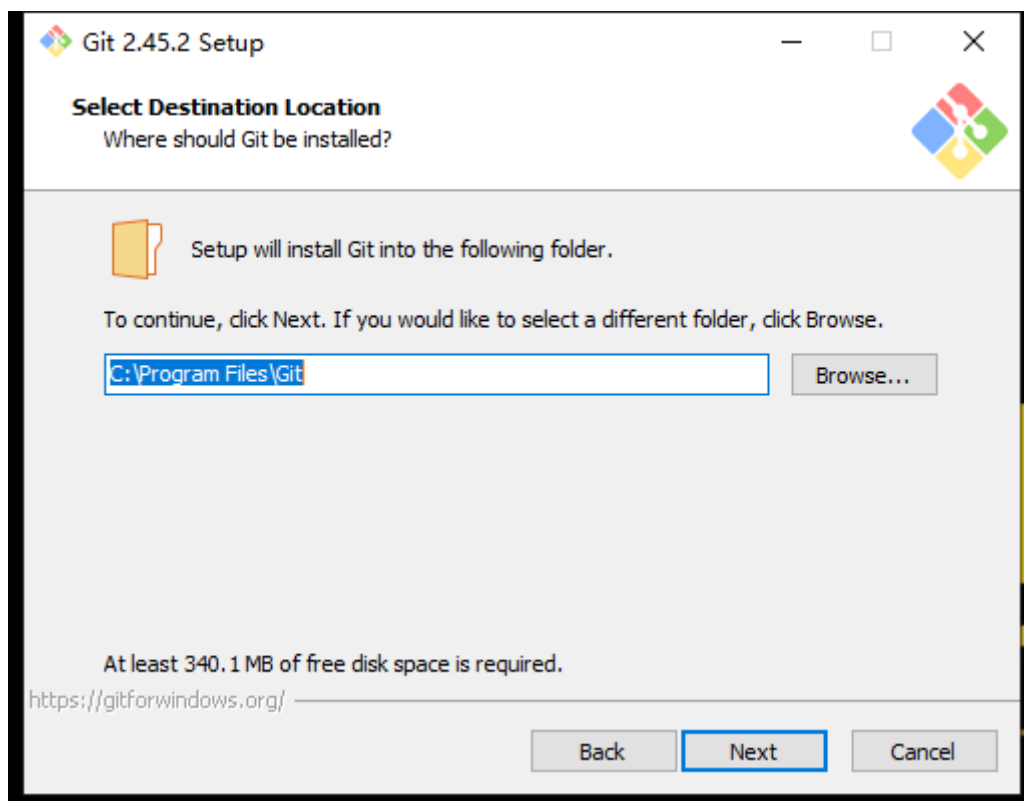 Git 2.45.2 Setup
Select Destination Location
Where should Git be installed?
Setup will install Git into the following folder.
To continue, click Next. If you would like to select a different folder, click Browse.
C:\Program Files\Git
Browse...
At least 340.1 MB of free disk space is required.
https://gitforwindows.org/
Back
Next
Cancel